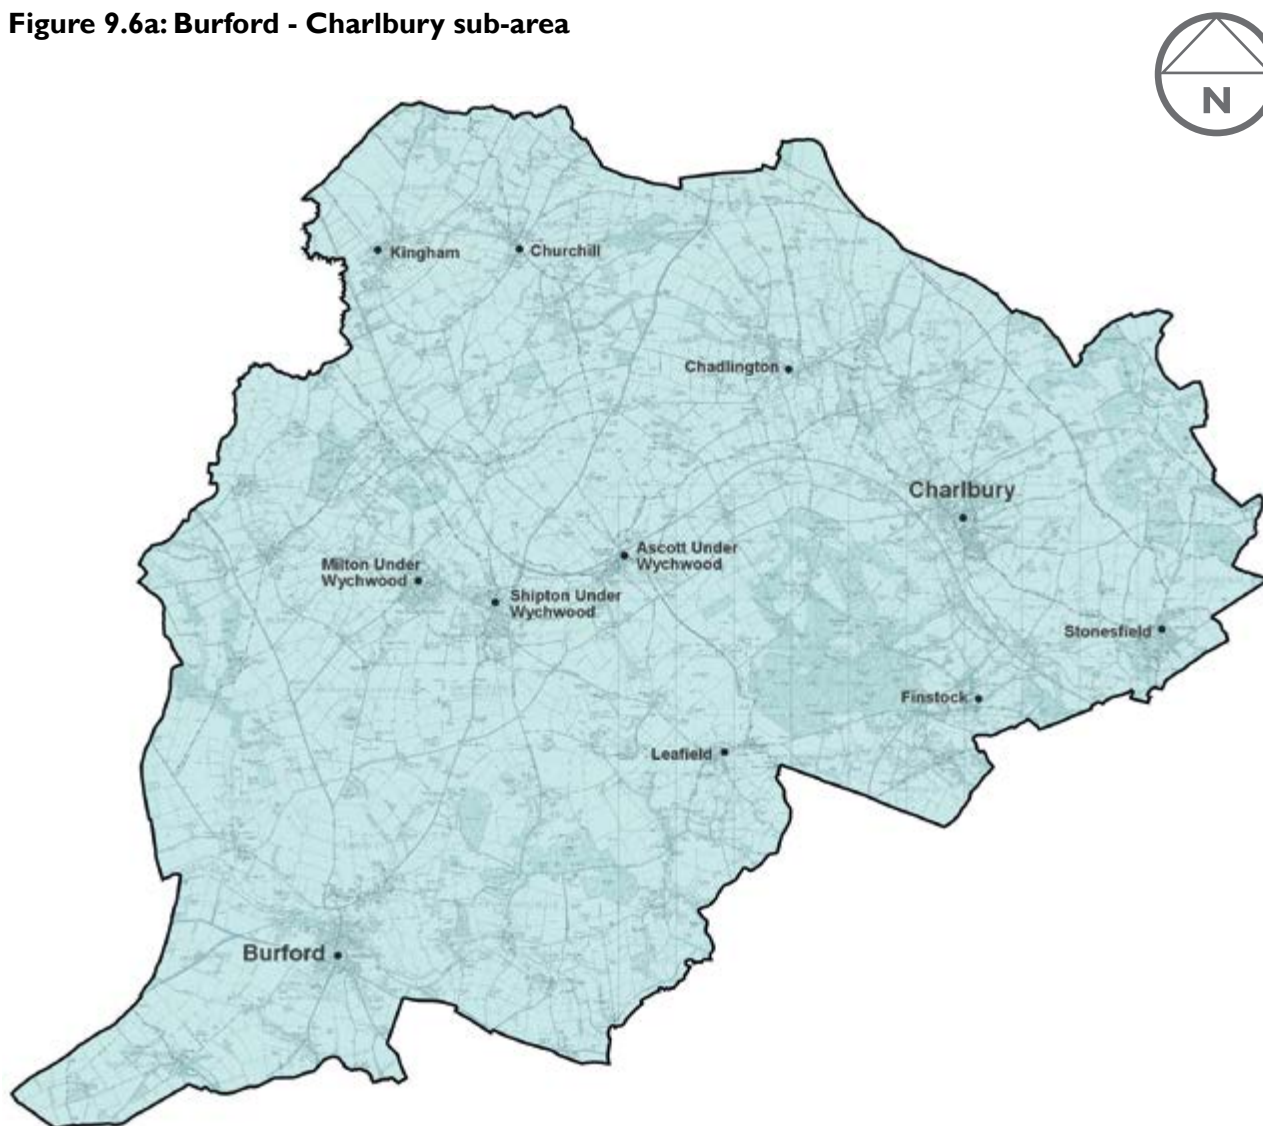 Figure 9.6a: Burford - Charlbury sub-area
N
Kingham
Churchill
Chadlington
Charlbury
Ascott Under
Wychwood
Milton Under
Wychwood
Shipton Under
Wychwood
Stonesfield
Finstock
Leafield
Burford